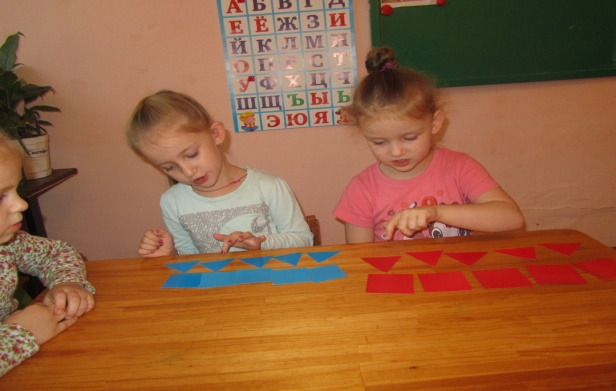 А Б В Г Д
Е Ё Ж З И
Й К Л М Н
О П Р С Т
У Ф Х Ц Ч
Ш Щ Ъ Ы Ь
Э Ю Я